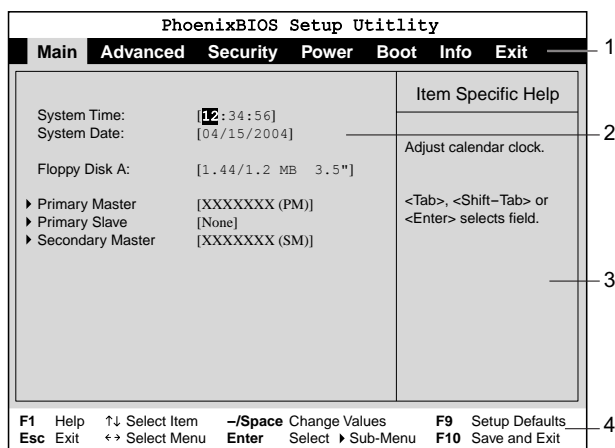 PhoenixBIOS Setup Utitlity
Main Advanced Security Power Boot Info Exit
1
Item Specific Help
System Time: [12:34:56]
System Date: [04/15/2004]
2
Adjust calendar clock.
Floppy Disk A: [1.44/1.2 MB 3.5"]
Primary Master [XXXXXXX (PM)]
<Tab>, <Shift-Tab> or
Primary Slave [None]
<Enter> selects field.
Secondary Master [XXXXXXX (SM)]
3
F1 Help ↑↓ Select Item –/Space Change Values F9 Setup Defaults
4
Esc Exit ←→ Select Menu Enter Select ▶ Sub-Menu F10 Save and Exit